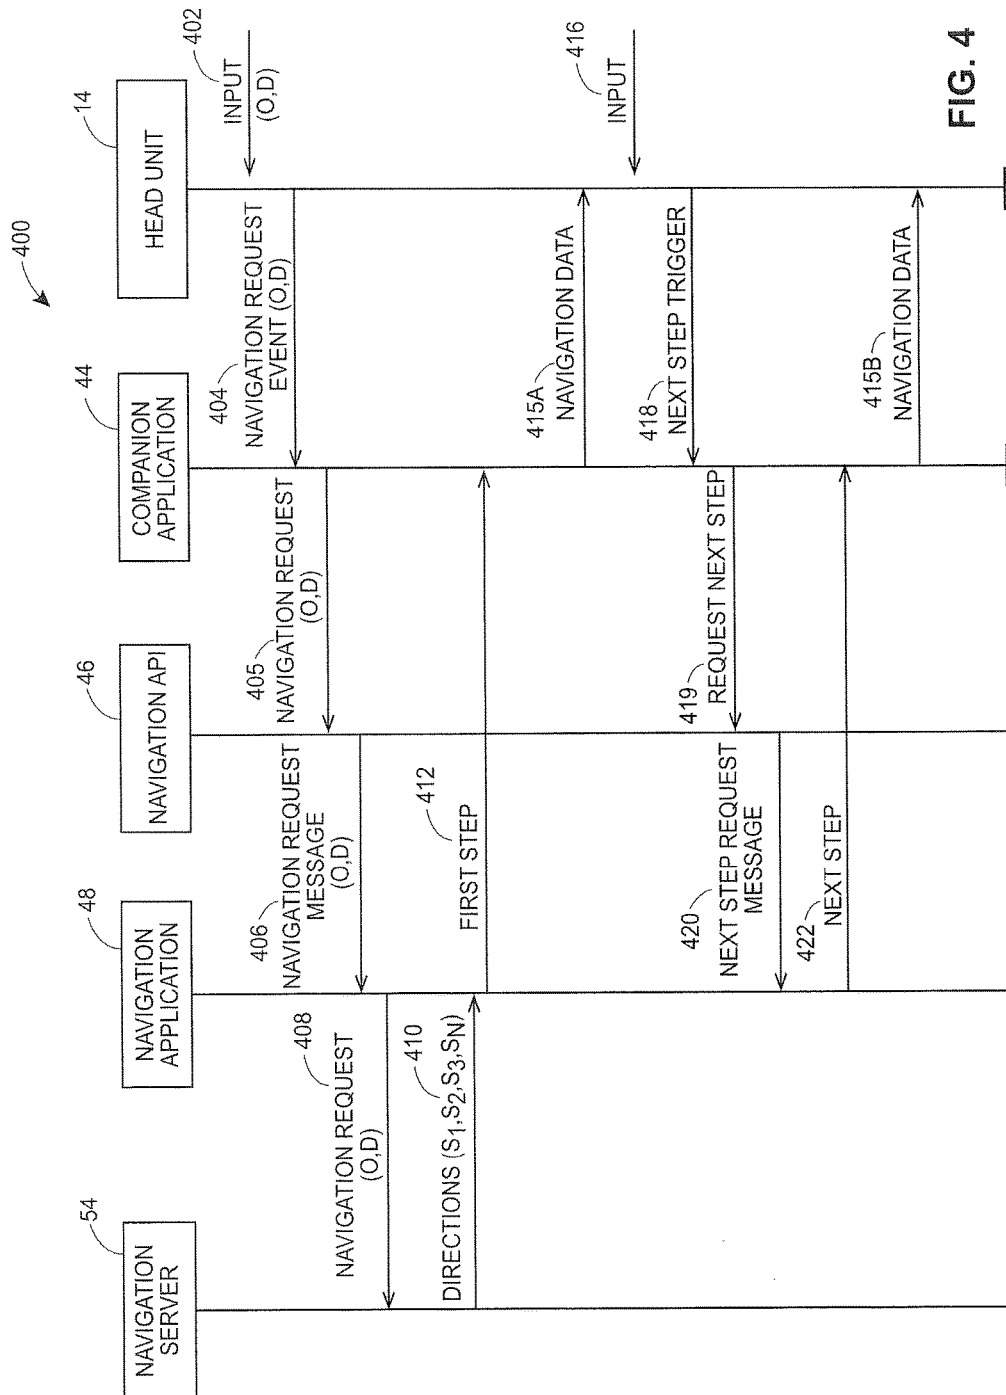 400
54
NAVIGATION
SERVER
48
NAVIGATION
APPLICATION
46
NAVIGATION API
44
COMPANION
APPLICATION
14
HEAD UNIT
402
INPUT
(O,D)
404
NAVIGATION REQUEST
EVENT (O,D)
405
NAVIGATION REQUEST
(O,D)
406
NAVIGATION REQUEST
MESSAGE
(O,D)
408
NAVIGATION REQUEST
(O,D)
410
DIRECTIONS (S1,S2,S3,SN)
412
FIRST STEP
415A
NAVIGATION DATA
416
INPUT
418
NEXT STEP TRIGGER
419
REQUEST NEXT STEP
420
NEXT STEP REQUEST
MESSAGE
422
NEXT STEP
415B
NAVIGATION DATA
FIG. 4